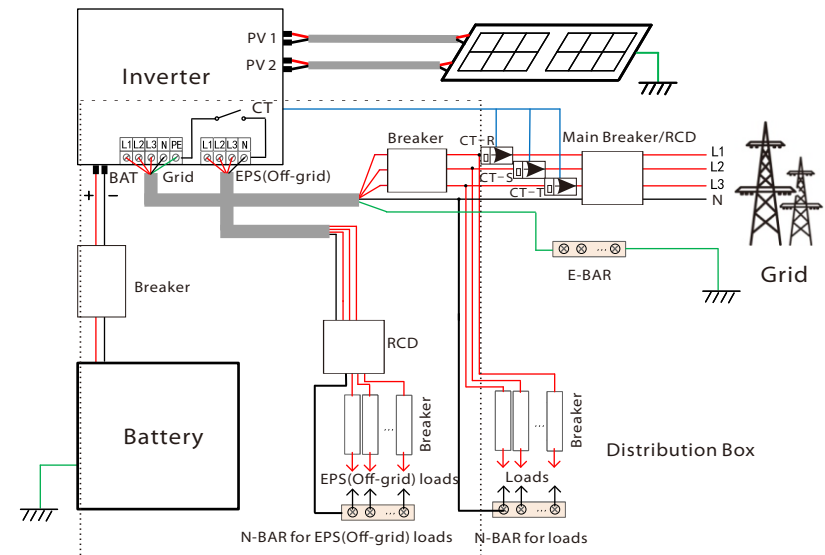 PV 1
PV 2
Inverter
CT
L1 L2 L3 N PE
L1 L2 L3 N
BAT
Grid
EPS(Off-grid)
+
−
Breaker
CT-R
CT-S
CT-T
Main Breaker/RCD
L1
L2
L3
N
Grid
... 
E-BAR
Breaker
RCD
Battery
...
Breaker
...
Breaker
Distribution Box
EPS(Off-grid) loads
Loads
...
...
N-BAR for EPS(Off-grid) loads
N-BAR for loads